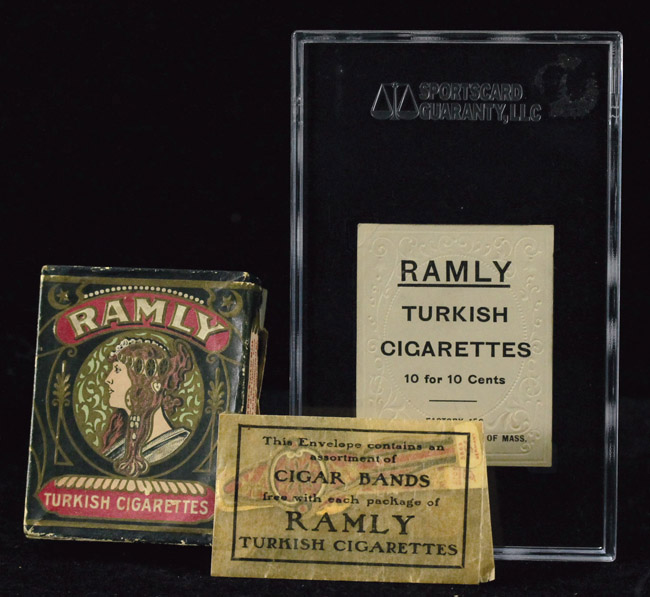 SPORTSCARD
GUARANTY, LLC
RAMLY
TURKISH
CIGARETTES
10 for 10 Cents
OF MASS.
RAMLY
TURKISH CIGARETTES
This Envelope contains an
assortment of
CIGAR BANDS
free with each package of
RAMLY
TURKISH CIGARETTES